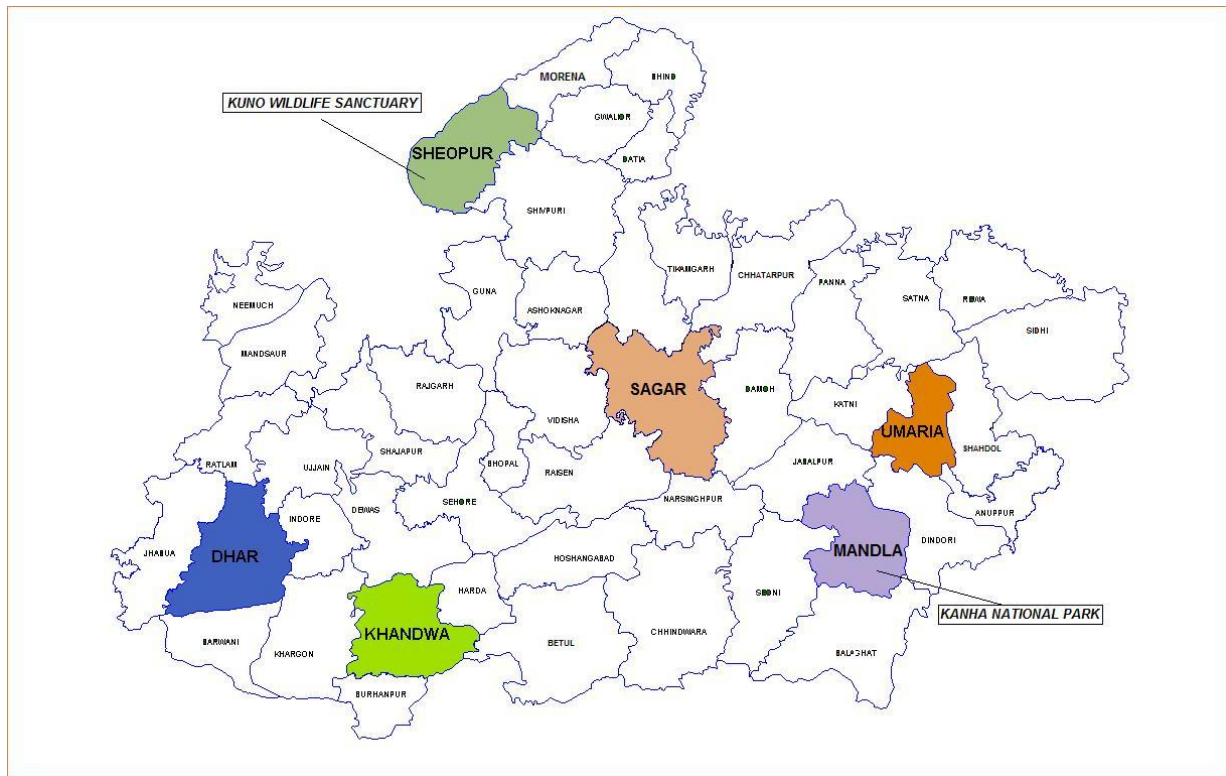 MORENA
BHIND
KUNO WILDLIFE SANCTUARY
GWALIOR
SHEOPUR
DATIA
SHIVPURI
TIKAMGARH
CHHATARPUR
PANNA
GUNA
SATNA
REWA
NEEMUCH
ASHOKNAGAR
SIDHI
MANDSAUR
RAJGARH
SAGAR
DAMOH
KATNI
VIDISHA
UMARIA
SHAJAPUR
SHAHDOL
RATLAM
UJJAIN
BHOPAL
RAISEN
JABALPUR
NARSINGHPUR
SEHORE
DEWAS
ANUPPUR
INDORE
JHABUA
DHAR
HOSHANGABAD
MANDLA
DINDORI
HARDA
SEONI
KANHA NATIONAL PARK
KHANDWA
CHHINDWARA
BARWANI
BETUL
KHARGON
BALAGHAT
BURHANPUR